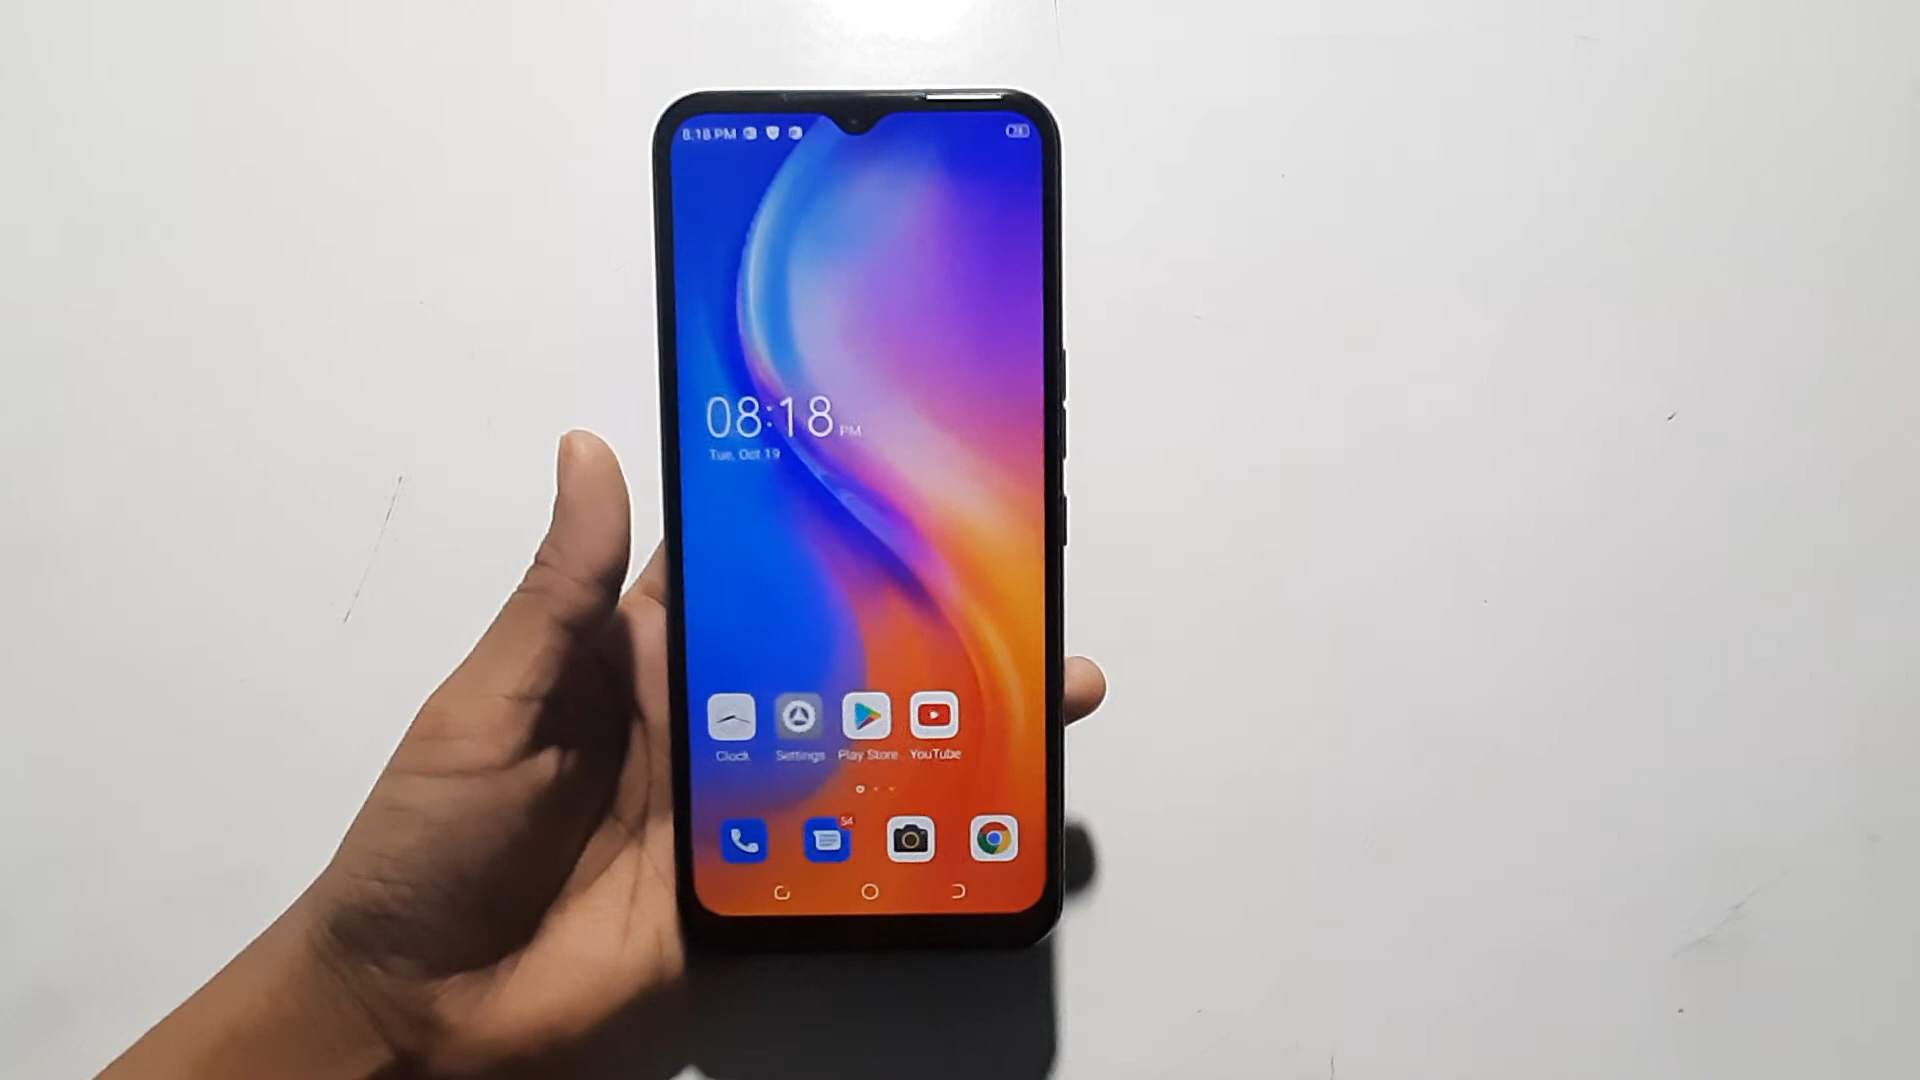 8:18 PM
08:18 PM
Tue, Oct 19
Clock Settings Play Store YouTube
54